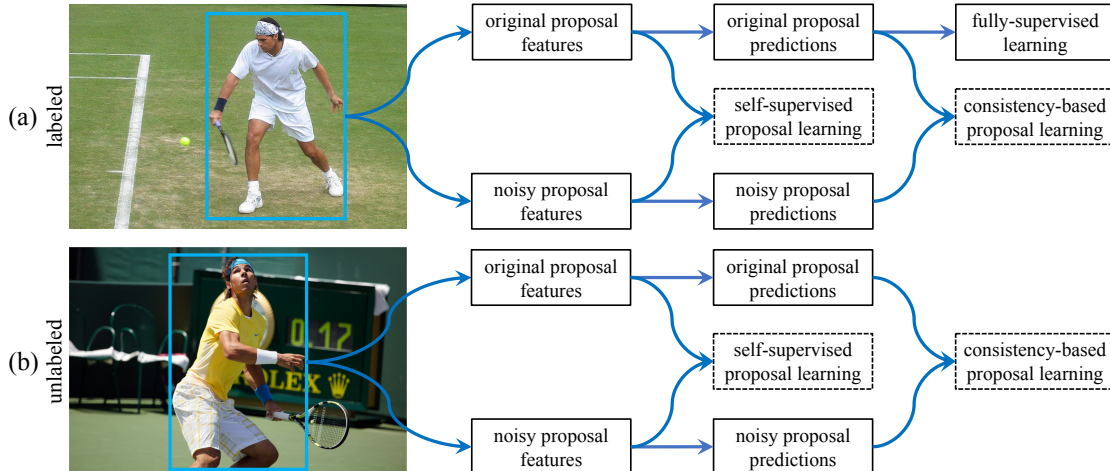 (a)
labeled
original proposal
features
original proposal
predictions
fully-supervised
learning
self-supervised
proposal learning
consistency-based
proposal learning
noisy proposal
features
noisy proposal
predictions
(b)
unlabeled
0.17
ROLEX
original proposal
features
original proposal
predictions
self-supervised
proposal learning
consistency-based
proposal learning
noisy proposal
features
noisy proposal
predictions